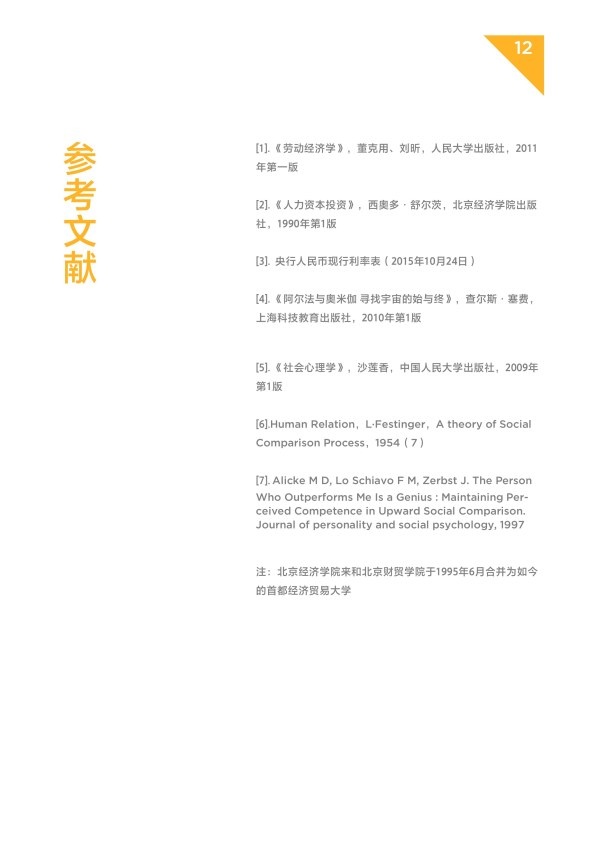 12
参考文献
[1].《劳动经济学》，董克用、刘昕，人民大学出版社，2011
年第一版
[2].《人力资本投资》，西奥多·舒尔茨，北京经济学院出版
社，1990年第1版
[3]. 央行人民币现行利率表（2015年10月24日）
[4].《阿尔法与奥米伽 寻找宇宙的始与终》，查尔斯·塞费，
上海科技教育出版社，2010年第1版
[5].《社会心理学》，沙莲香，中国人民大学出版社，2009年
第1版
[6].Human Relation，L·Festinger，A theory of Social
Comparison Process，1954（7）
[7]. Alicke M D, Lo Schiavo F M, Zerbst J. The Person
Who Outperforms Me Is a Genius : Maintaining Per-
ceived Competence in Upward Social Comparison.
Journal of personality and social psychology, 1997
注：北京经济学院来和北京财贸学院于1995年6月合并为如今
的首都经济贸易大学